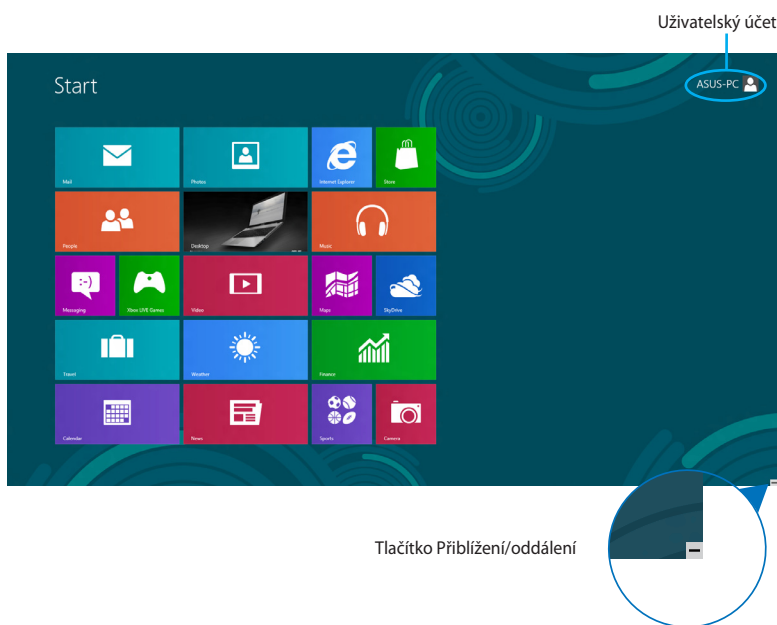 Uživatelský účet
Start
ASUS-PC
Mail
Photos
Internet Explorer
Store
People
Desktop
Music
Messaging
Xbox LIVE Games
Video
Maps
SkyDrive
Travel
Weather
Finance
Calendar
News
Sports
Camera
Tlačítko Přiblížení/oddálení